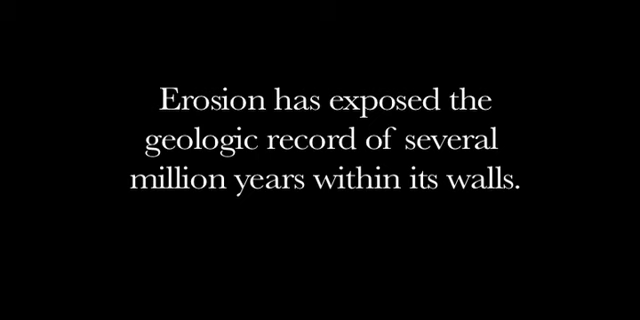 Erosion has exposed the
geologic record of several
million years within its walls.